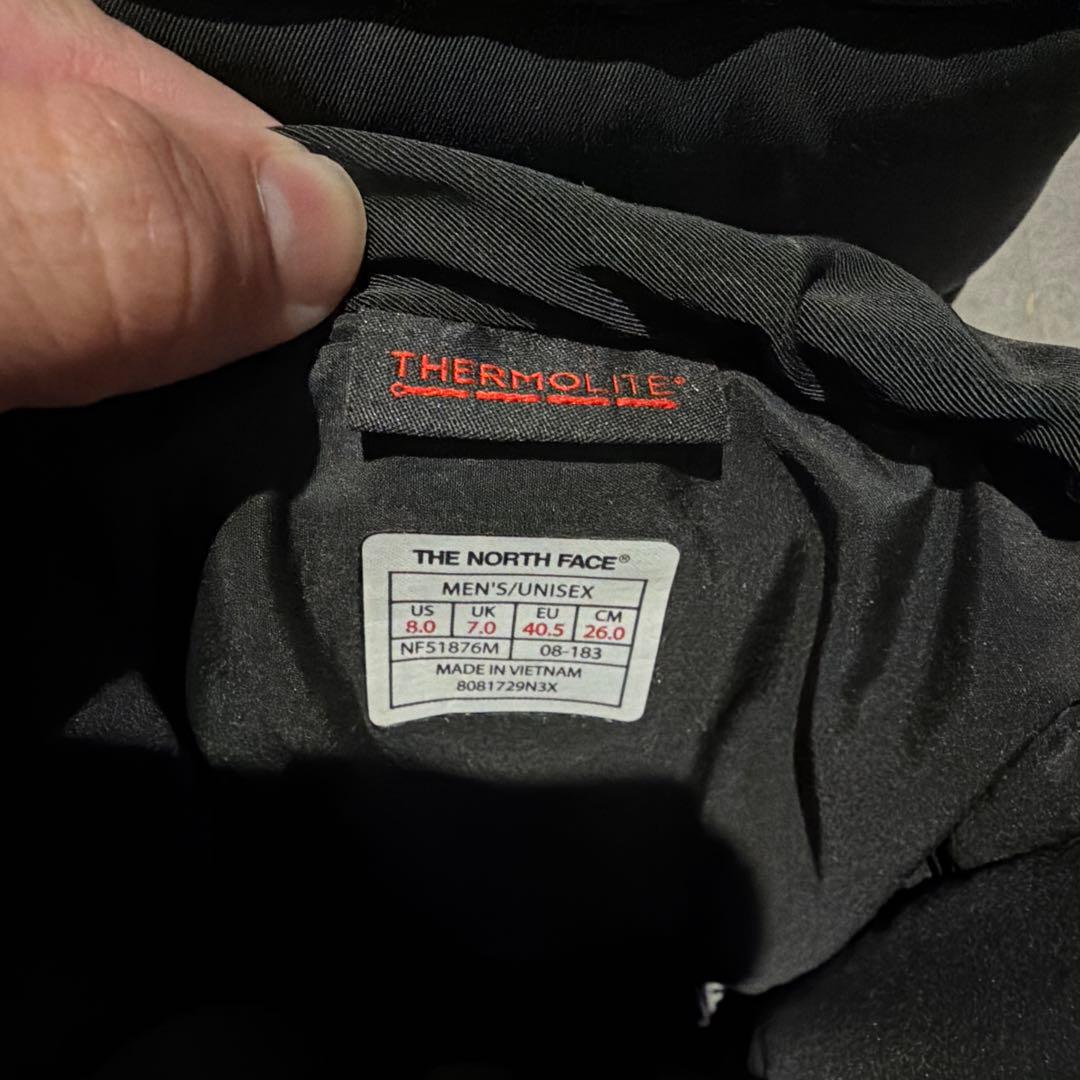 THERMOLITE®
THE NORTH FACE®
MEN'S/UNISEX
US UK EU CM
8.0 7.0 40.5 26.0
NF51876M 08-183
MADE IN VIETNAM
8081729N3X